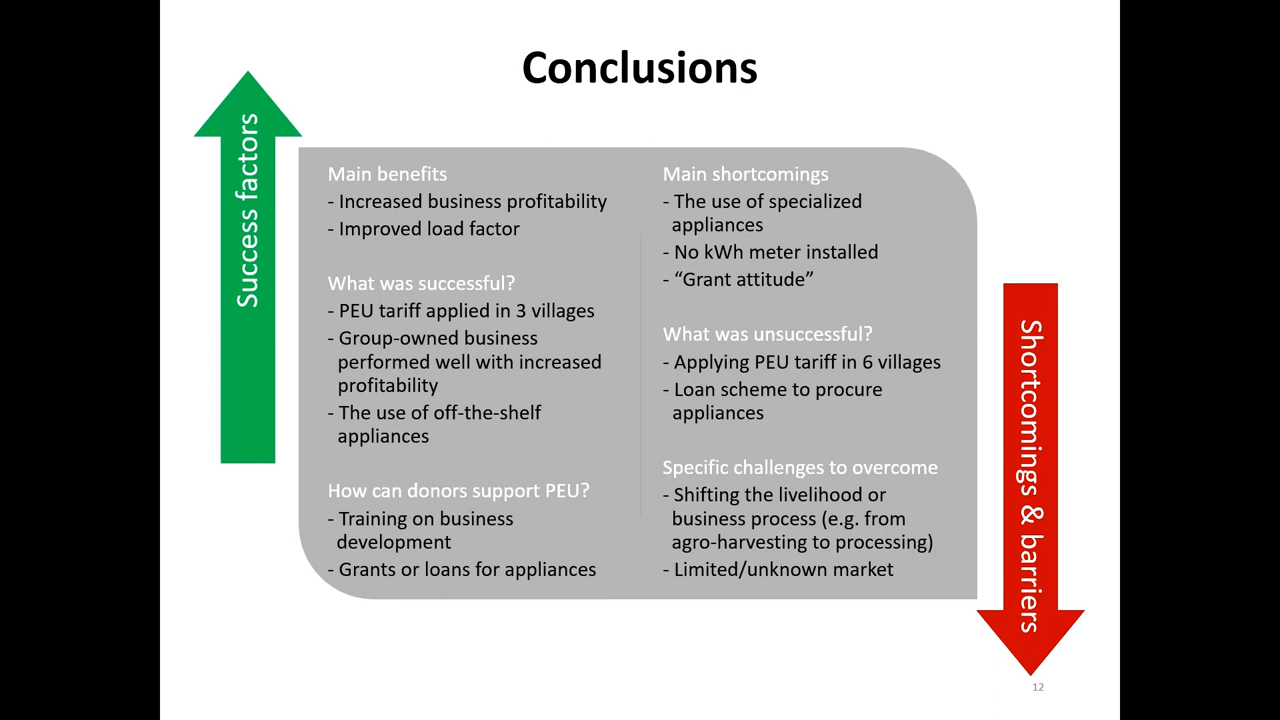 Conclusions
Success factors
Main benefits
- Increased business profitability
- Improved load factor
What was successful?
- PEU tariff applied in 3 villages
- Group-owned business
performed well with increased
profitability
- The use of off-the-shelf
appliances
How can donors support PEU?
- Training on business
development
- Grants or loans for appliances
Main shortcomings
- The use of specialized
appliances
- No kWh meter installed
- “Grant attitude”
What was unsuccessful?
- Applying PEU tariff in 6 villages
- Loan scheme to procure
appliances
Specific challenges to overcome
- Shifting the livelihood or
business process (e.g. from
agro-harvesting to processing)
- Limited/unknown market
Shortcomings & barriers
12